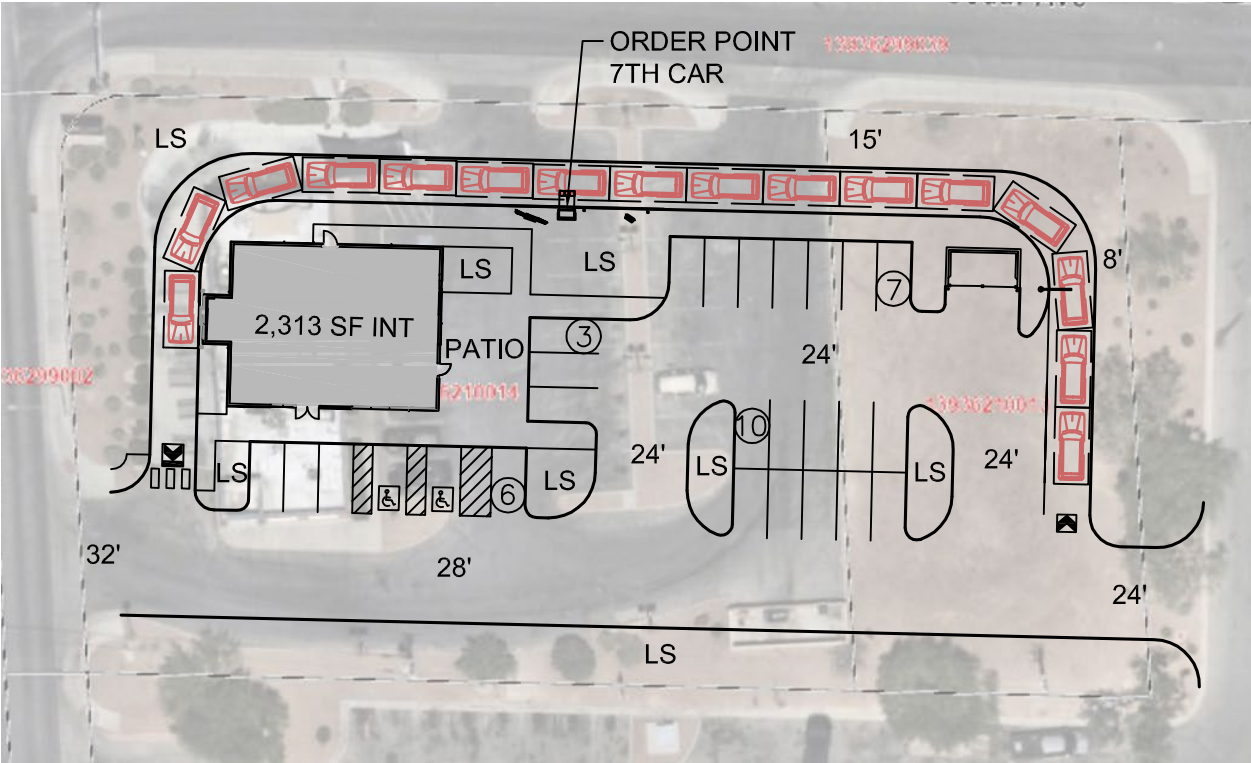 ORDER POINT
7TH CAR
LS
15'
8'
LS
LS
7
2,313 SF INT
PATIO
3
24'
10
24'
LS
LS
24'
LS
6
LS
32'
28'
24'
LS